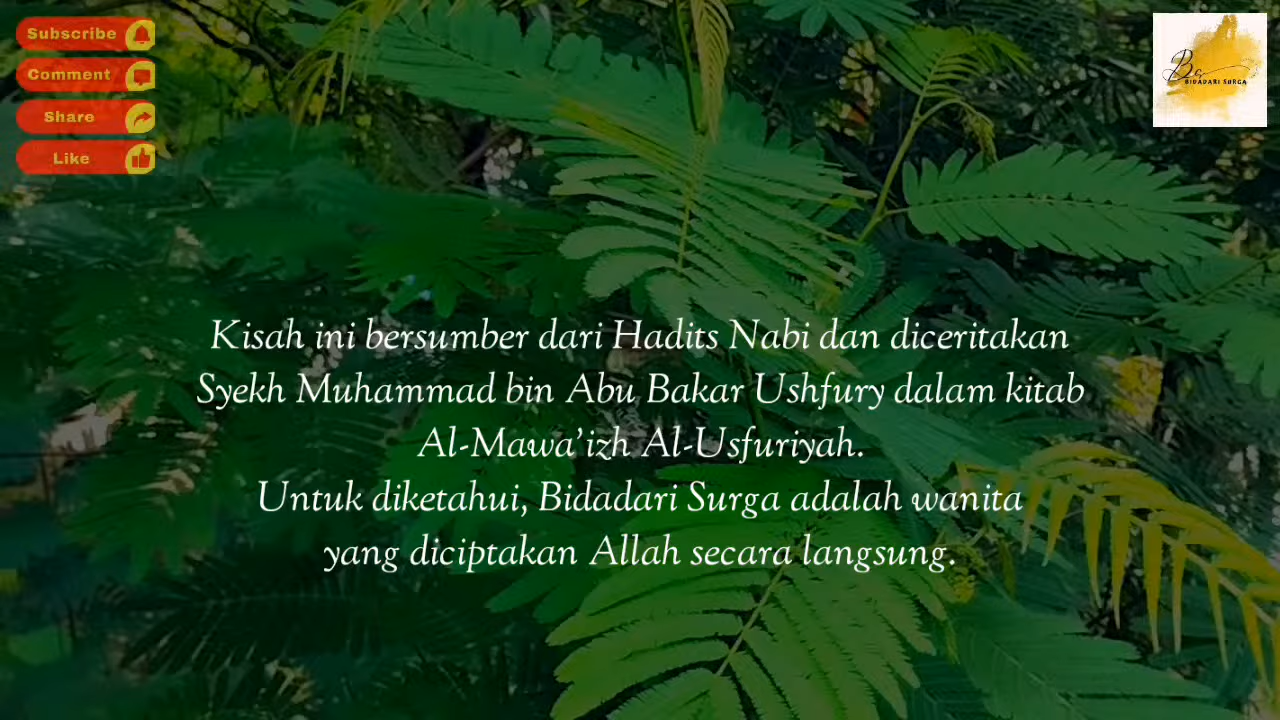 Subscribe
Comment
Share
Like
Bs
BIDADARI SURGA
Kisah ini bersumber dari Hadits Nabi dan diceritakan
Syekh Muhammad bin Abu Bakar Ushfury dalam kitab
Al-Mawa'izh Al-Usfuriyah.
Untuk diketahui, Bidadari Surga adalah wanita
yang diciptakan Allah secara langsung.